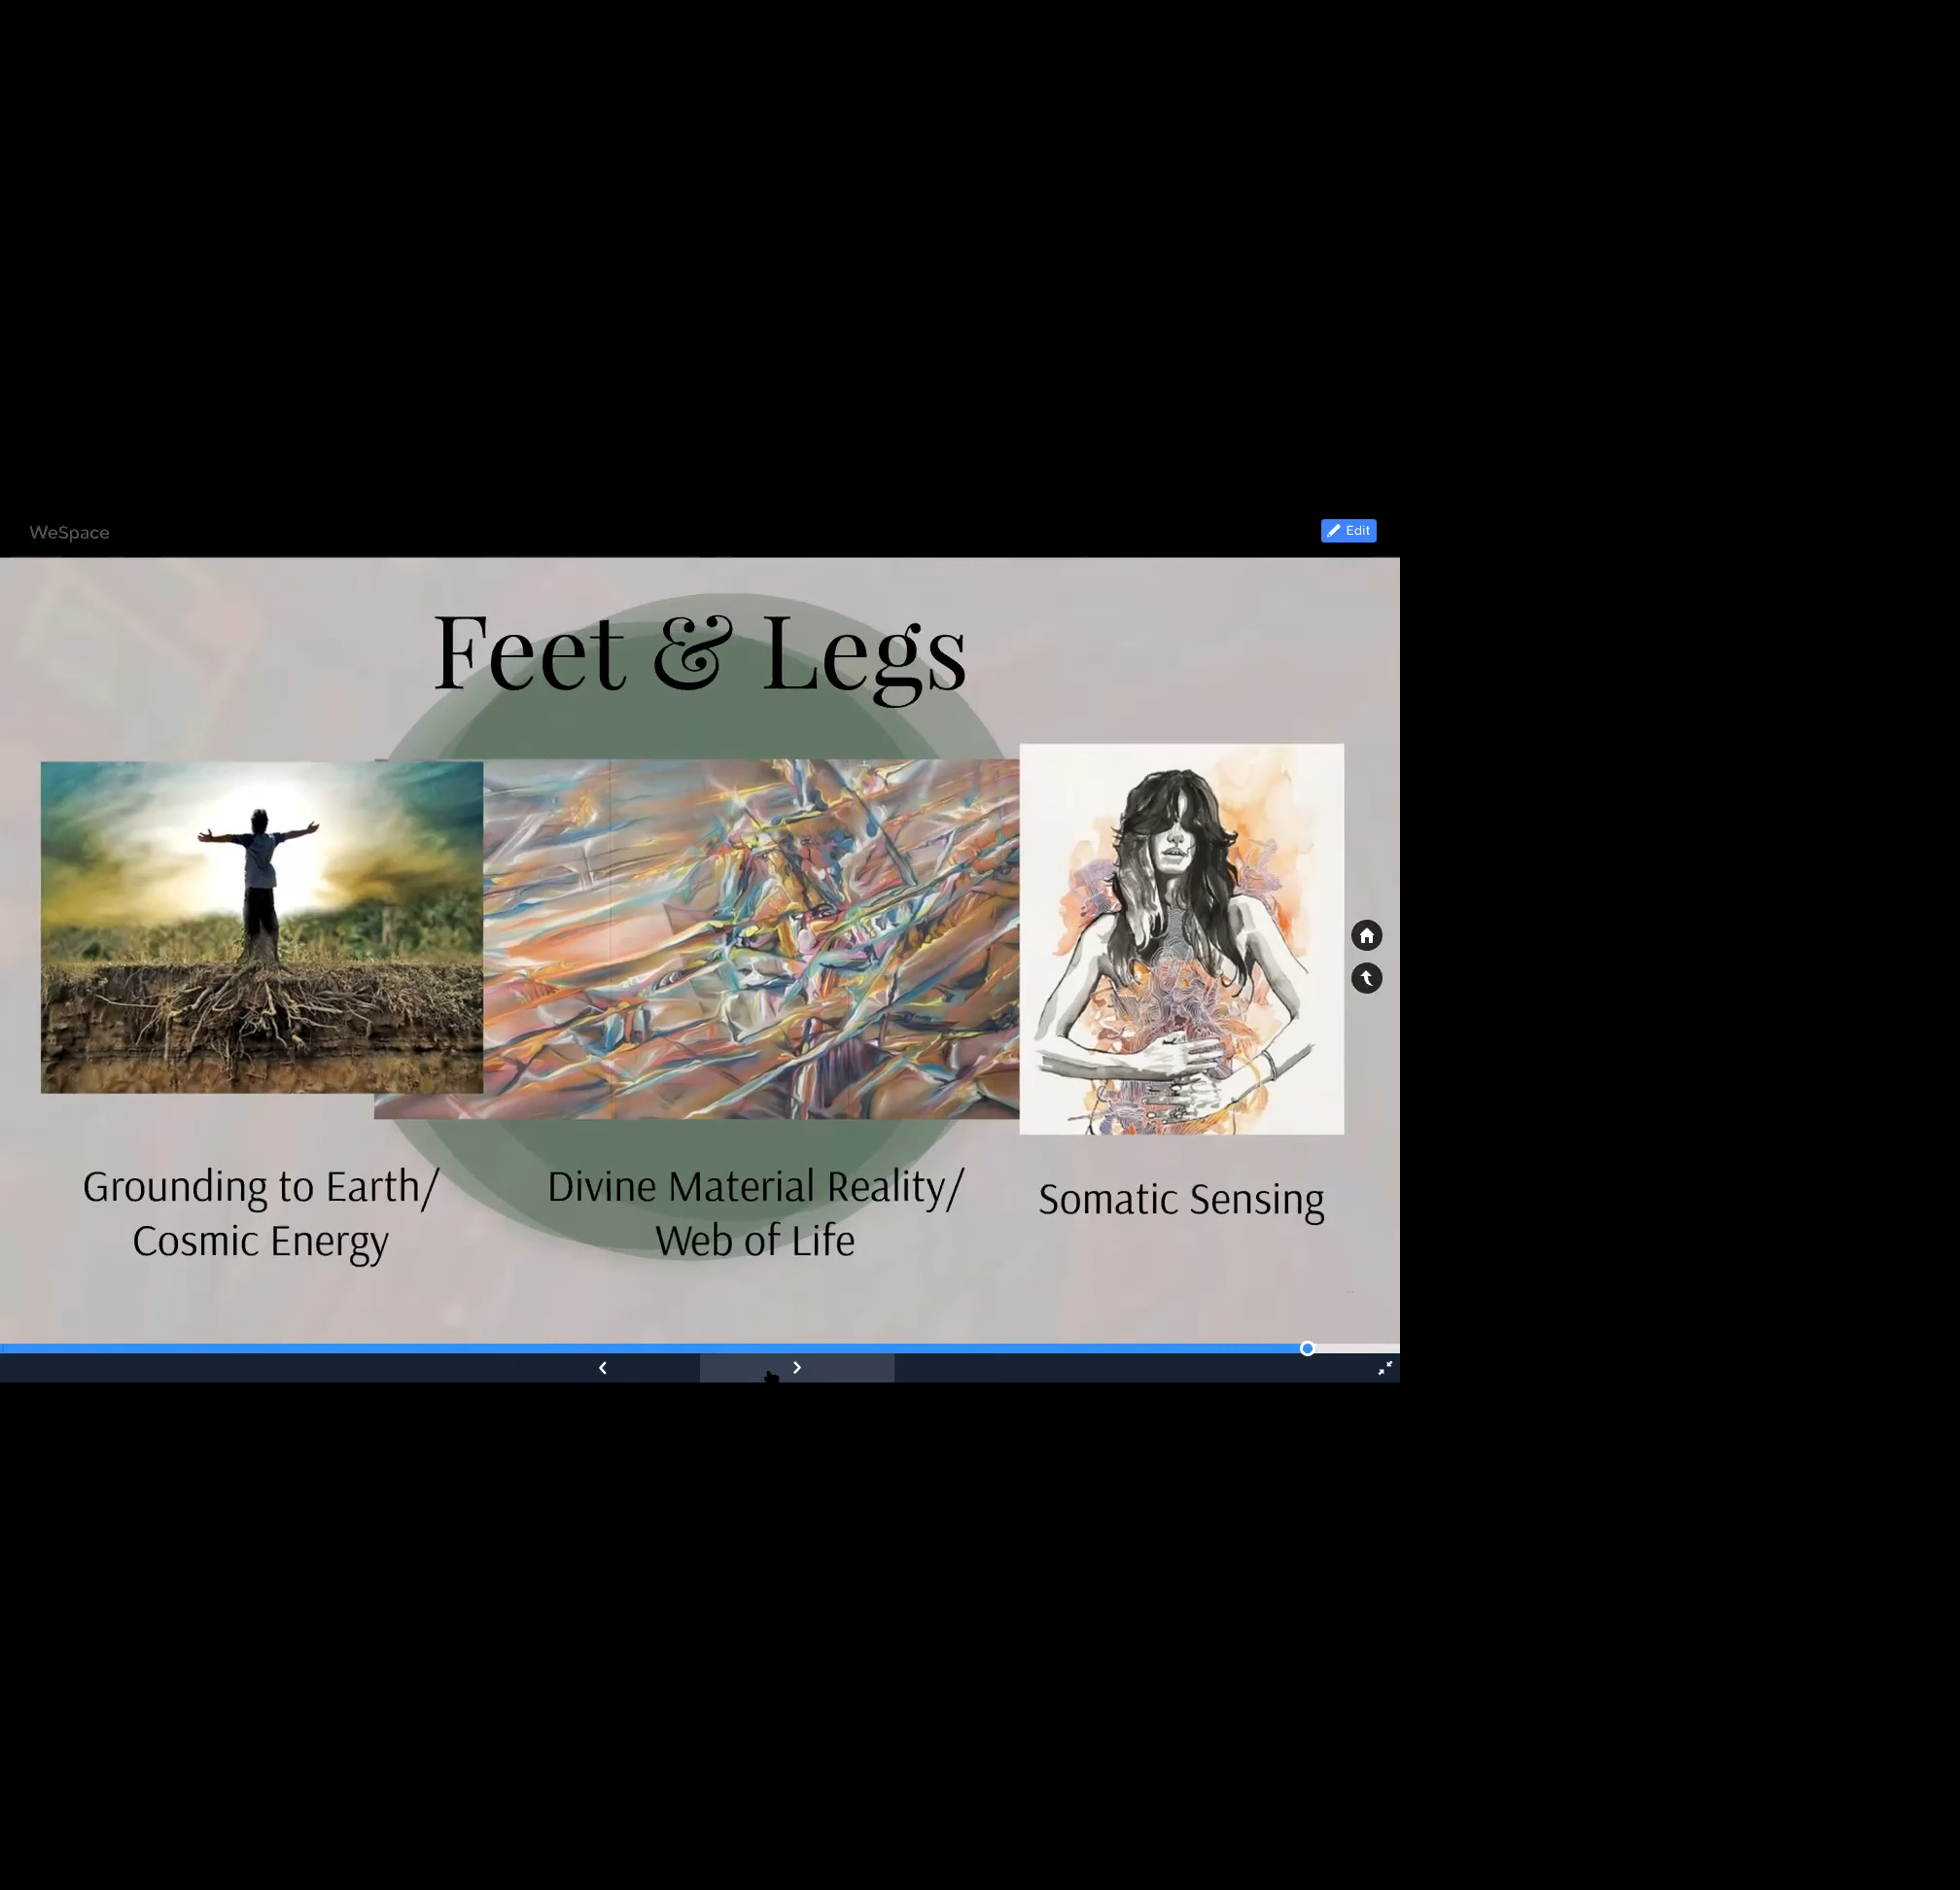 WeSpace
Edit
Feet & Legs
Grounding to Earth/
Cosmic Energy
Divine Material Reality/
Web of Life
Somatic Sensing